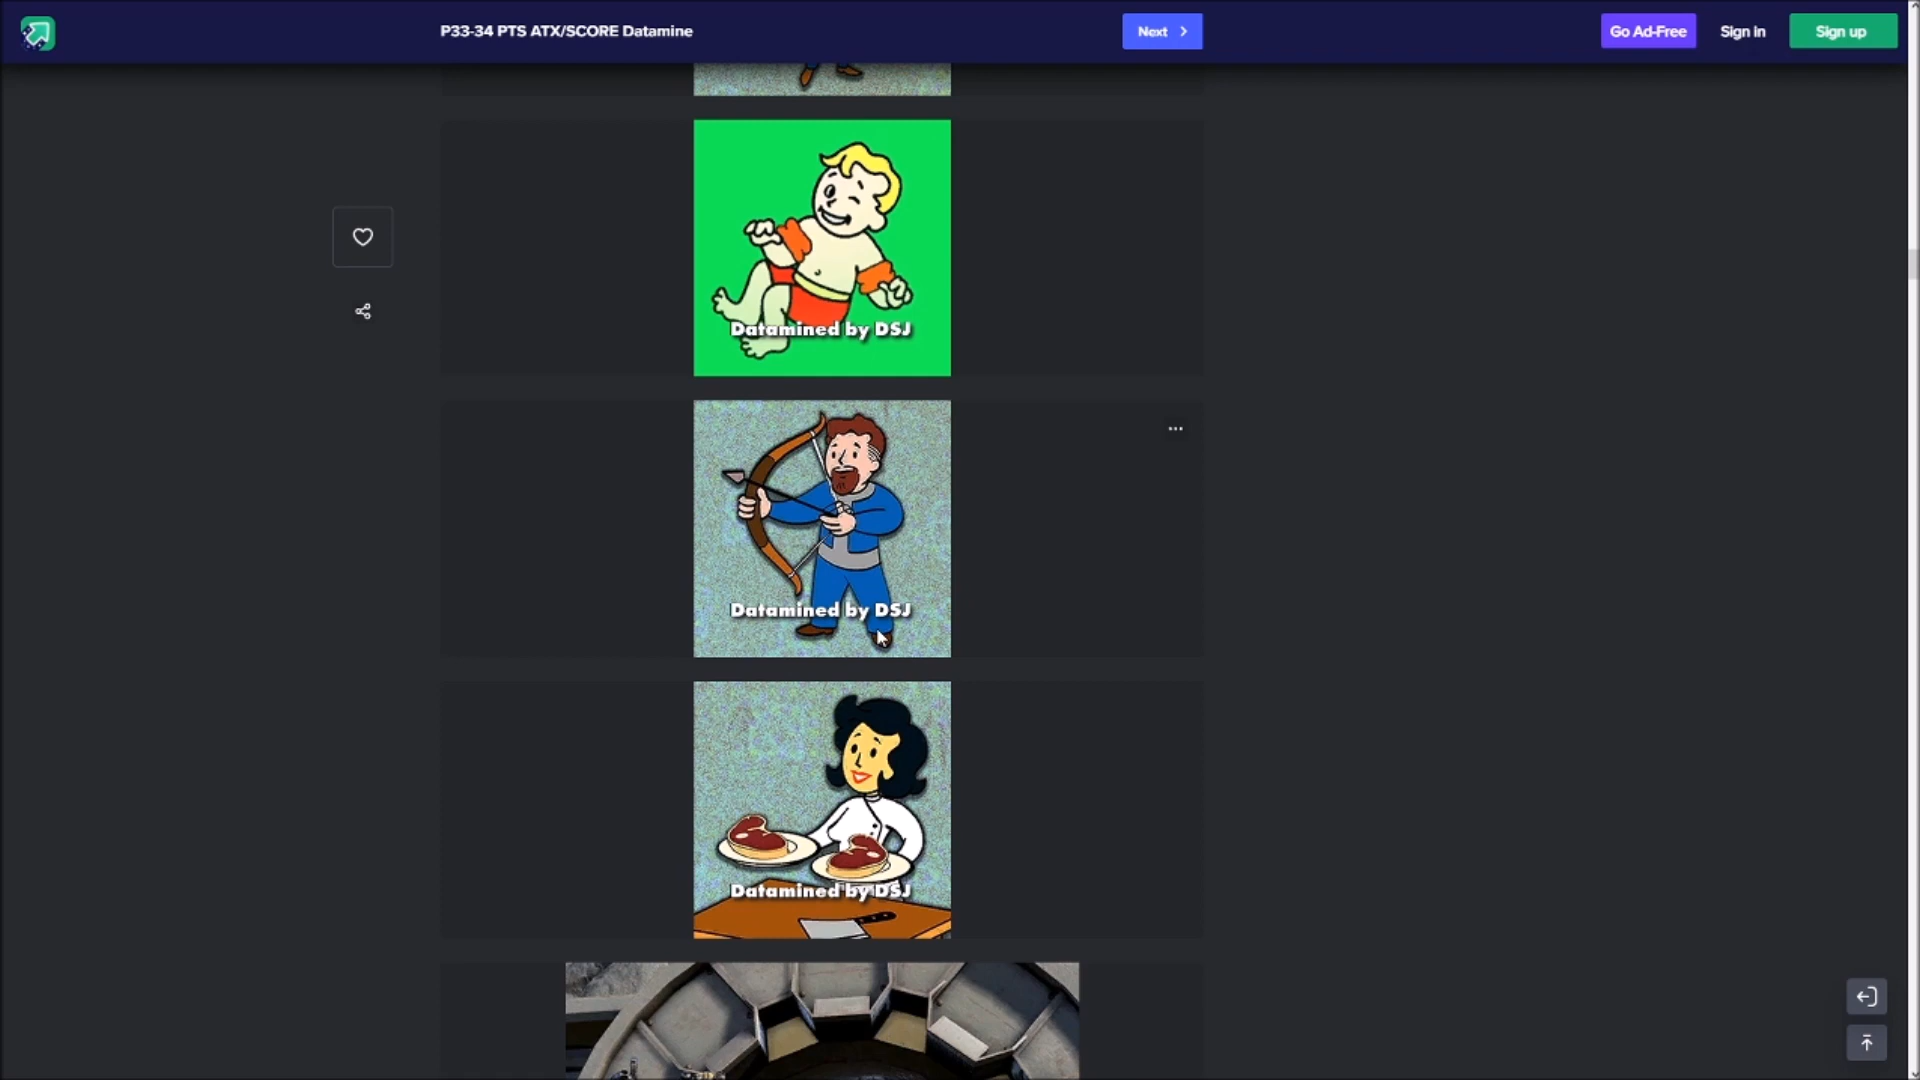 P33-34 PTS ATX/SCORE Datamine
Next
Go Ad-Free
Sign in
Sign up
Datamined by DSJ
Datamined by DSJ
Datamined by DSJ